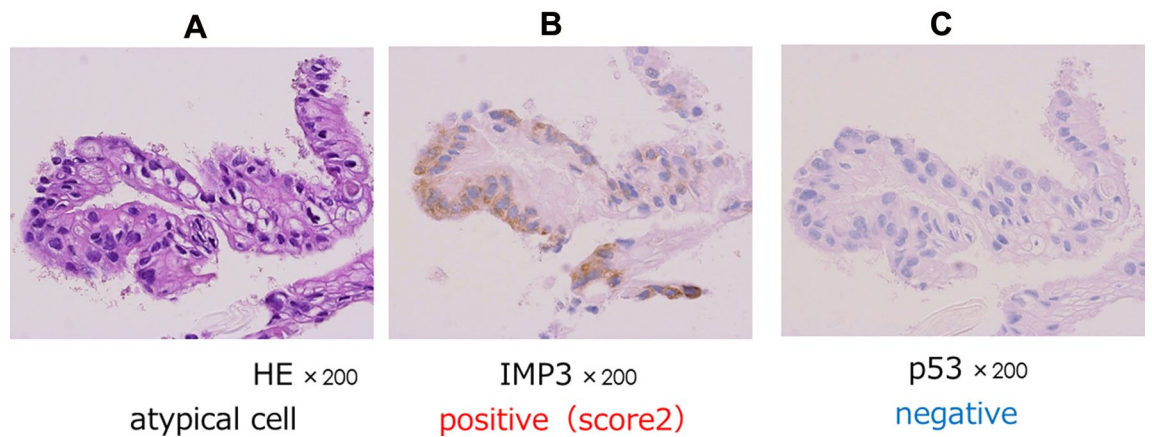 A B C
HE ×200 IMP3 ×200 p53 ×200
atypical cell positive（score2） negative